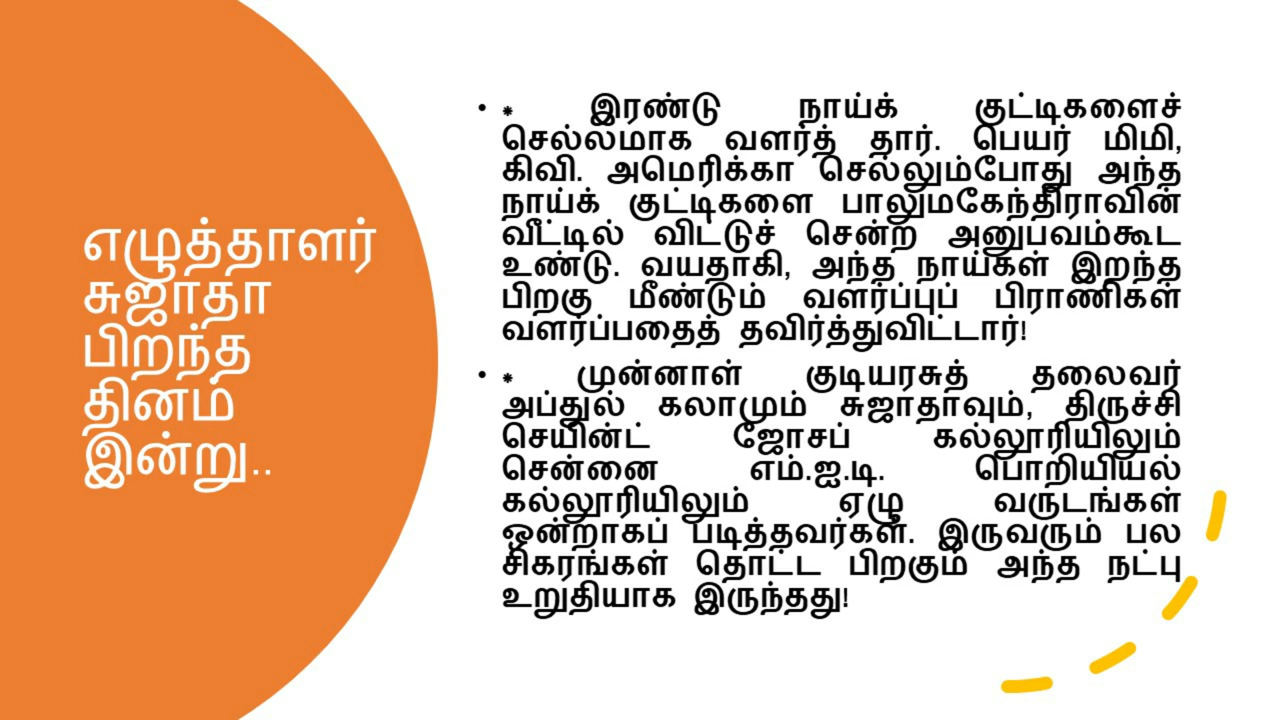 எழுத்தாளர்
சுஜாதா
பிறந்த
தினம்
இன்று..
• * இரண்டு நாய்க் குட்டிகளைச்
செல்லமாக வளர்த் தார். பெயர் மிமி,
கிவி. அமெரிக்கா செல்லும்போது அந்த
நாய்க் குட்டிகளை பாலுமகேந்திராவின்
வீட்டில் விட்டுச் சென்ற அனுபவம்கூட
உண்டு. வயதாகி, அந்த நாய்கள் இறந்த
பிறகு மீண்டும் வளர்ப்புப் பிராணிகள்
வளர்ப்பதைத் தவிர்த்துவிட்டார்!
• * முன்னாள் குடியரசுத் தலைவர்
அப்துல் கலாமும் சுஜாதாவும், திருச்சி
செயின்ட் ஜோசப் கல்லூரியிலும்
சென்னை எம்.ஐ.டி. பொறியியல்
கல்லூரியிலும் ஏழு வருடங்கள்
ஒன்றாகப் படித்தவர்கள். இருவரும் பல
சிகரங்கள் தொட்ட பிறகும் அந்த நட்பு
உறுதியாக இருந்தது!